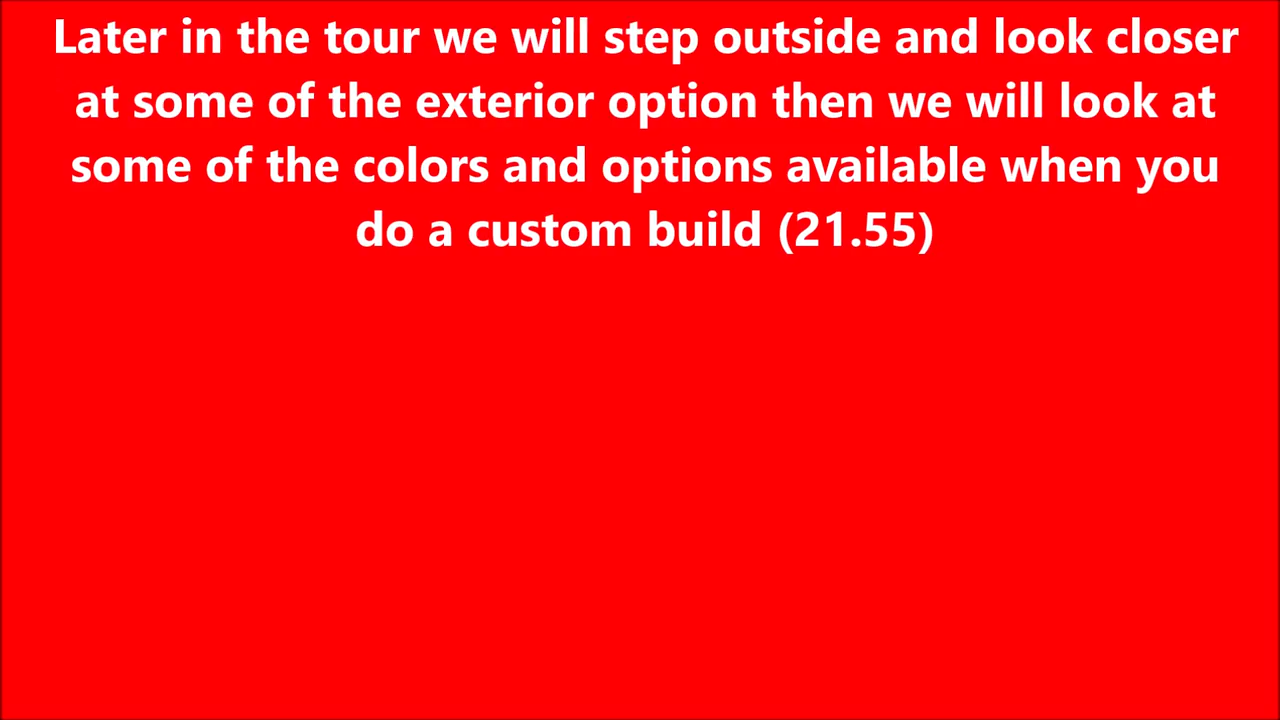 Later in the tour we will step outside and look closer
at some of the exterior option then we will look at
some of the colors and options available when you
do a custom build (21.55)